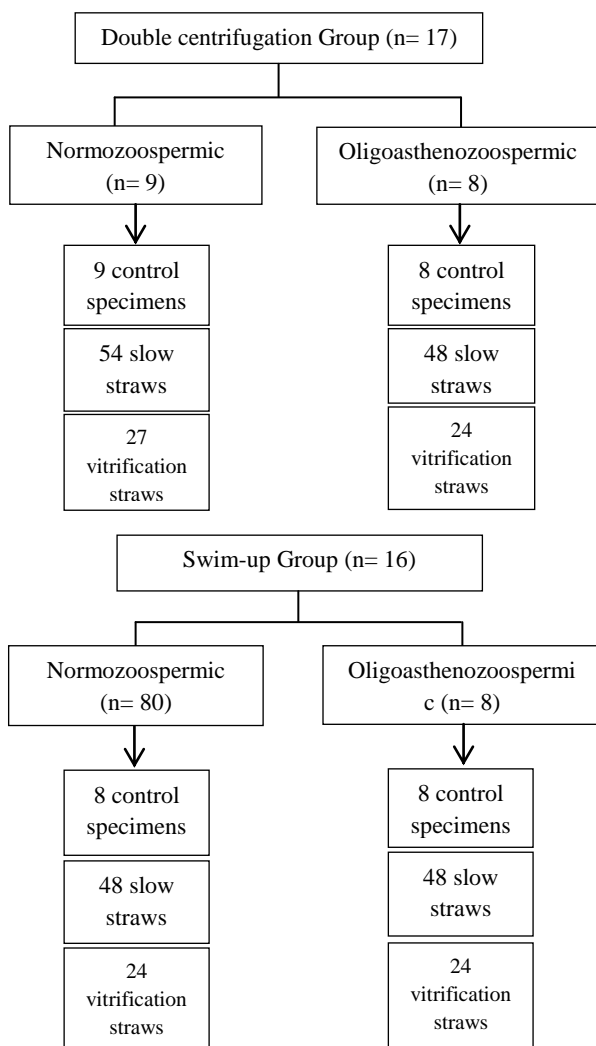 Double centrifugation Group (n= 17)
Normozoospermic
(n= 9)
Oligoasthenozoospermic
(n= 8)
9 control
specimens
54 slow
straws
27
vitrification
straws
8 control
specimens
48 slow
straws
24
vitrification
straws
Swim-up Group (n= 16)
Normozoospermic
(n= 80)
Oligoasthenozoospermi
c (n= 8)
8 control
specimens
48 slow
straws
24
vitrification
straws
8 control
specimens
48 slow
straws
24
vitrification
straws